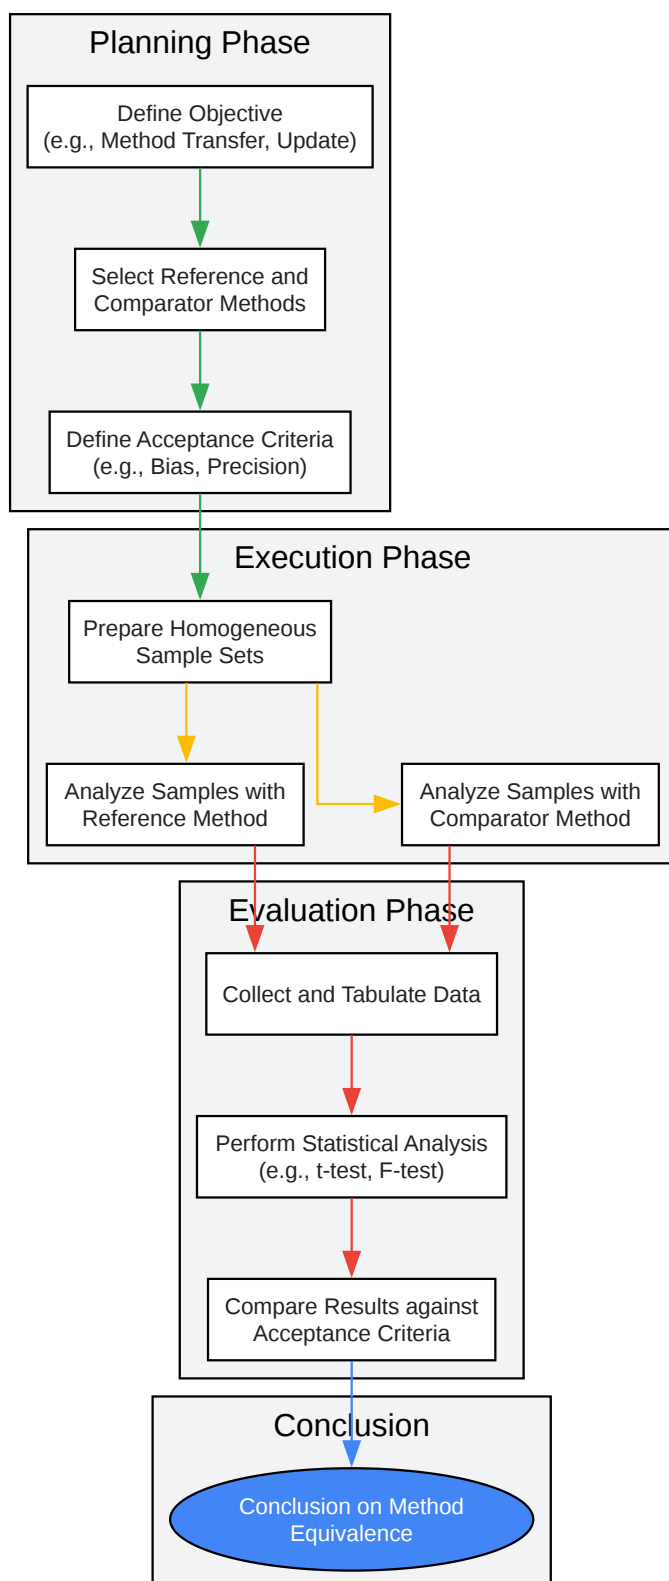 Planning Phase
Define Objective
(e.g., Method Transfer, Update)
Select Reference and
Comparator Methods
Define Acceptance Criteria
(e.g., Bias, Precision)
Execution Phase
Prepare Homogeneous
Sample Sets
Analyze Samples with
Reference Method
Analyze Samples with
Comparator Method
Evaluation Phase
Collect and Tabulate Data
Perform Statistical Analysis
(e.g., t-test, F-test)
Compare Results against
Acceptance Criteria
Conclusion
Conclusion on Method
Equivalence